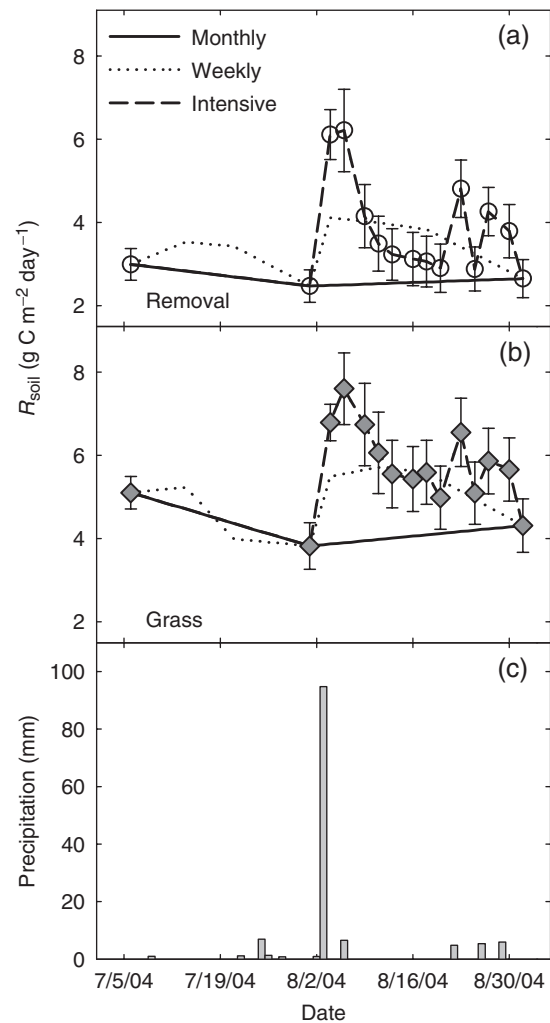 (a)
Monthly
Weekly
Intensive
8
6
4
2
Removal
R_soil (g C m⁻² day⁻¹)
(b)
8
6
4
2
Grass
(c)
Precipitation (mm)
100
80
60
40
20
0
7/5/04 7/19/04 8/2/04 8/16/04 8/30/04
Date